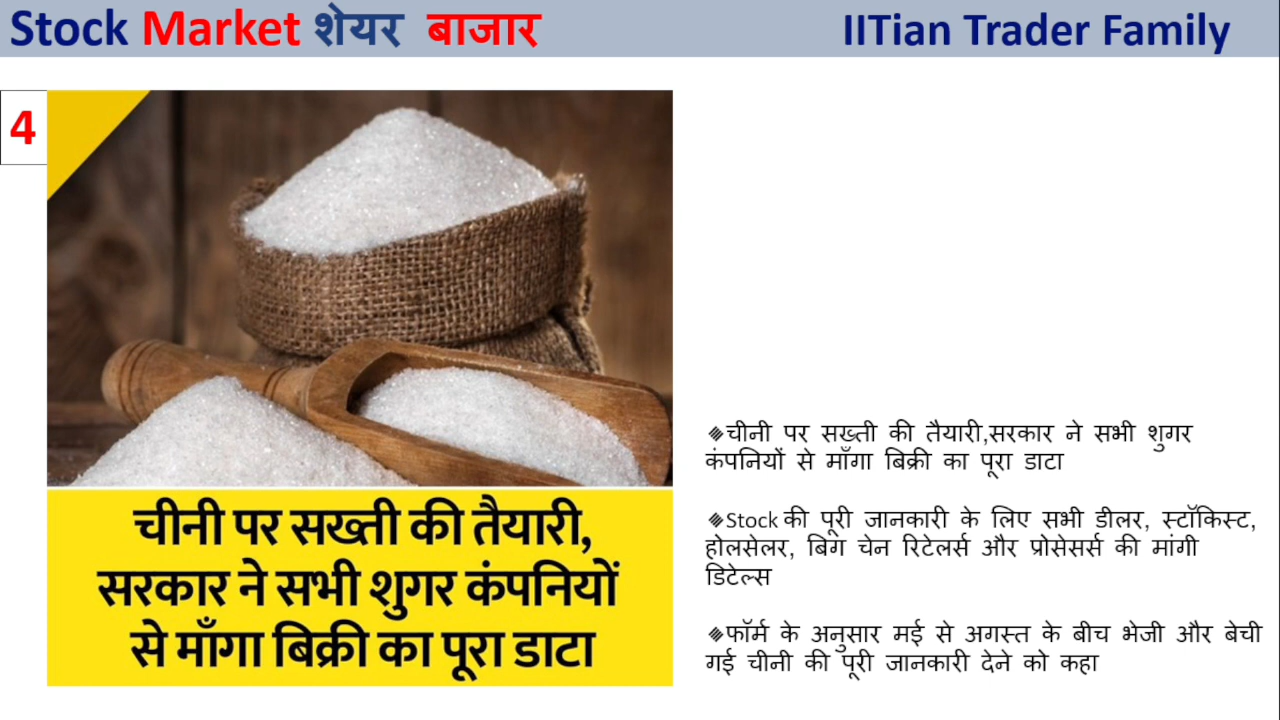 Stock Market शेयर बाजार
IITian Trader Family
4
चीनी पर सख्ती की तैयारी,
सरकार ने सभी शुगर कंपनियों
से माँगा बिक्री का पूरा डाटा
चीनी पर सख्ती की तैयारी,सरकार ने सभी शुगर
कंपनियों से माँगा बिक्री का पूरा डाटा
Stock की पूरी जानकारी के लिए सभी डीलर, स्टॉकिस्ट,
होलसेलर, बिग चेन रिटेलर्स और प्रोसेसर्स की मांगी
डिटेल्स
फॉर्म के अनुसार मई से अगस्त के बीच भेजी और बेची
गई चीनी की पूरी जानकारी देने को कहा